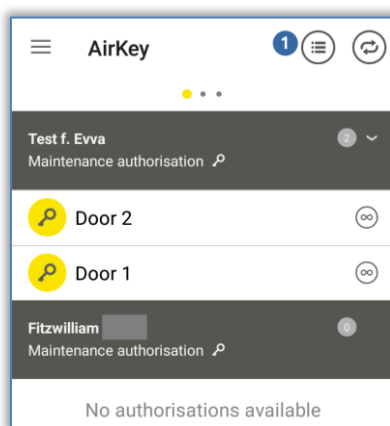 AirKey 1
Test f. Evva 2
Maintenance authorisation
Door 2
Door 1
Fitzwilliam 0
Maintenance authorisation
No authorisations available